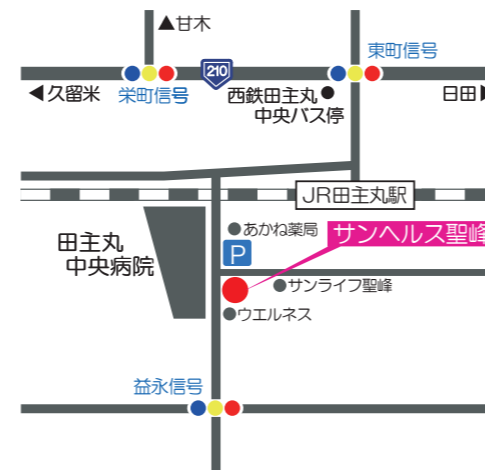 ▲甘木
東町信号
210
◀久留米
栄町信号
西鉄田主丸
中央バス停
日田▶
JR田主丸駅
あかね薬局
サンヘルス聖峰
田主丸
中央病院
P
サンライフ聖峰
ウエルネス
益永信号